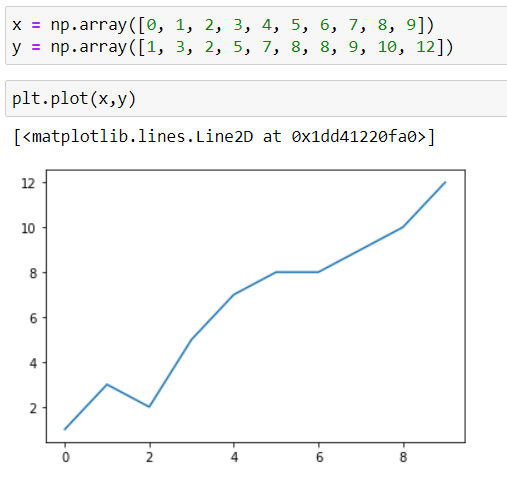 x = np.array([0, 1, 2, 3, 4, 5, 6, 7, 8, 9])
y = np.array([1, 3, 2, 5, 7, 8, 8, 9, 10, 12])
plt.plot(x,y)
[<matplotlib.lines.Line2D at 0x1dd41220fa0>]
12
10
8
6
4
2
0 2 4 6 8